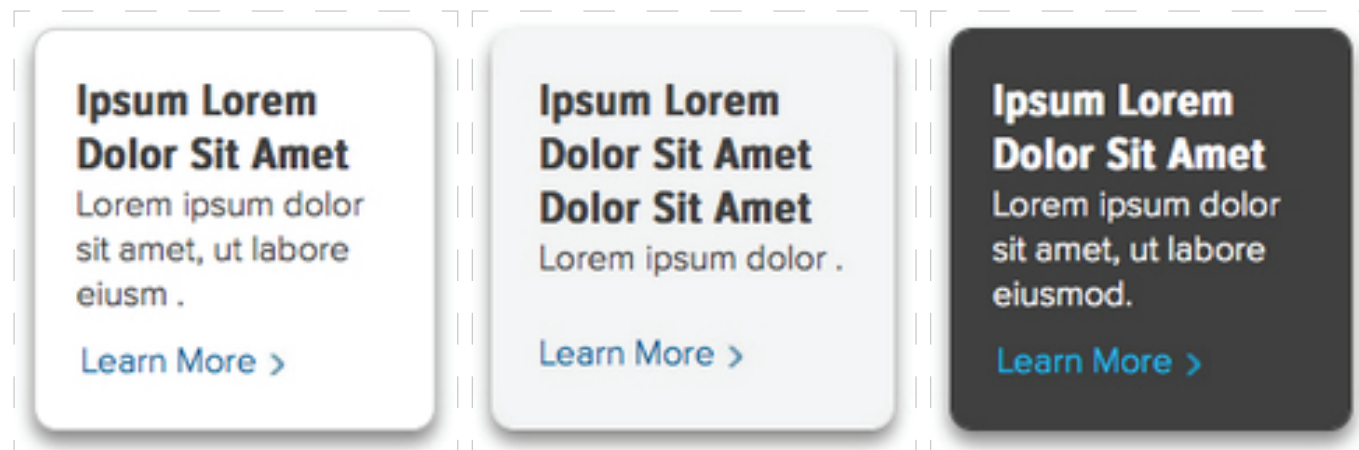 Ipsum Lorem
Dolor Sit Amet
Lorem ipsum dolor
sit amet, ut labore
eiusm .
Learn More >
Ipsum Lorem
Dolor Sit Amet
Dolor Sit Amet
Lorem ipsum dolor .
Learn More >
Ipsum Lorem
Dolor Sit Amet
Lorem ipsum dolor
sit amet, ut labore
eiusmod.
Learn More >